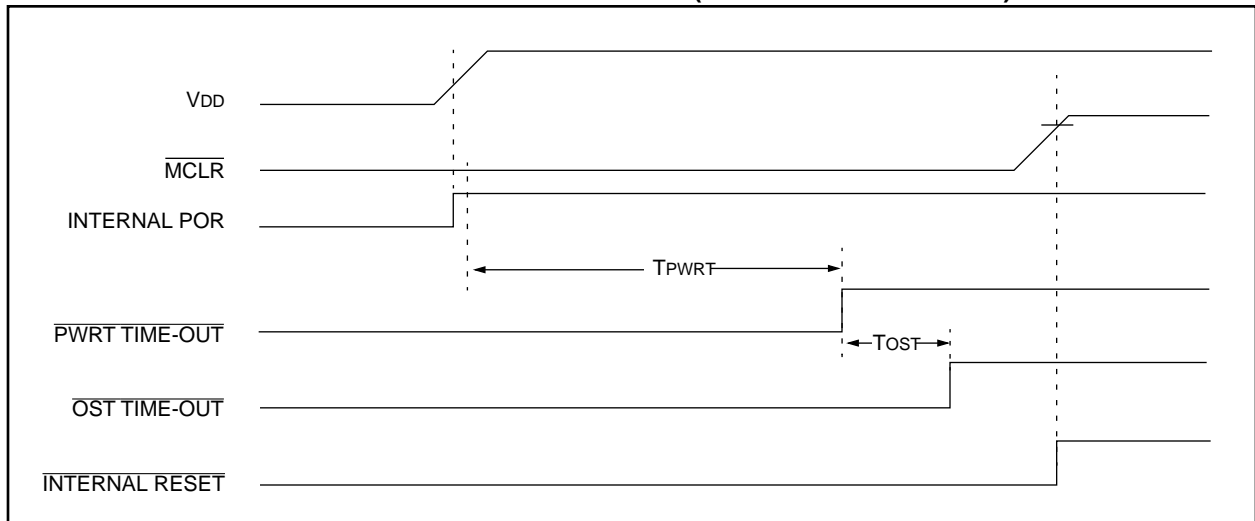 VDD
MCLR
INTERNAL POR
TPWRT
PWRT TIME-OUT
TOST
OST TIME-OUT
INTERNAL RESET